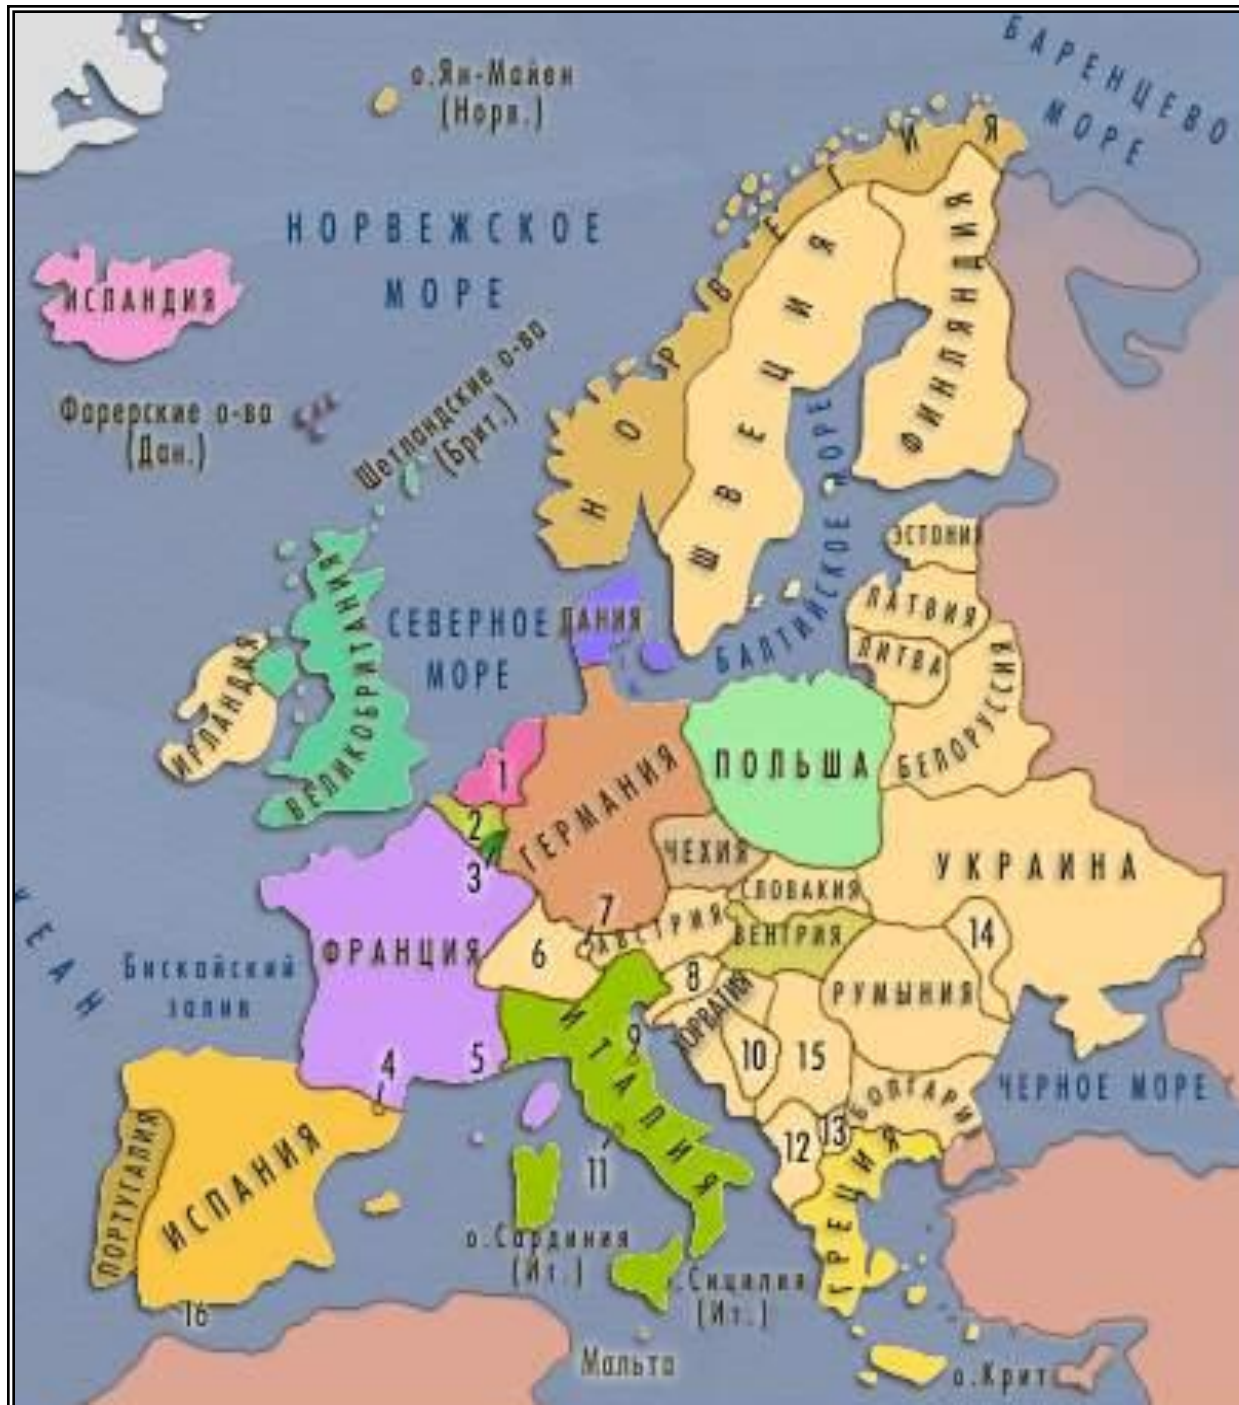 БАРЕНЦЕВО
МОРЕ
о.Ян-Майен
(Норв.)
НОРВЕЖСКОЕ
МОРЕ
ИСЛАНДИЯ
Фарерские о-ва
(Дан.)
Шетландские о-ва
(Брит.)
НОРВЕГИЯ
ШВЕЦИЯ
ФИНЛЯНДИЯ
БАЛТИЙСКОЕ МОРЕ
ЭСТОНИЯ
ЛАТВИЯ
ЛИТВА
БЕЛОРУССИЯ
СЕВЕРНОЕ
МОРЕ
ДАНИЯ
ИРЛАНДИЯ
ВЕЛИКОБРИТАНИЯ
1
2
3
ГЕРМАНИЯ
ПОЛЬША
ЧЕХИЯ
СЛОВАКИЯ
УКРАИНА
ЕАН
Бискайский
залив
ФРАНЦИЯ
6
7
АВСТРИЯ
ВЕНГРИЯ
14
8
РУМЫНИЯ
ХОРВАТИЯ
4
5
ИТАЛИЯ
9
10
15
ЧЕРНОЕ МОРЕ
БОЛГАРИ
ПОРТУГАЛИЯ
ИСПАНИЯ
11
12
13
ГРЕЦИЯ
о.Сардиния
(Ит.)
о.Сицилия
(Ит.)
16
Мальта
о.Крит